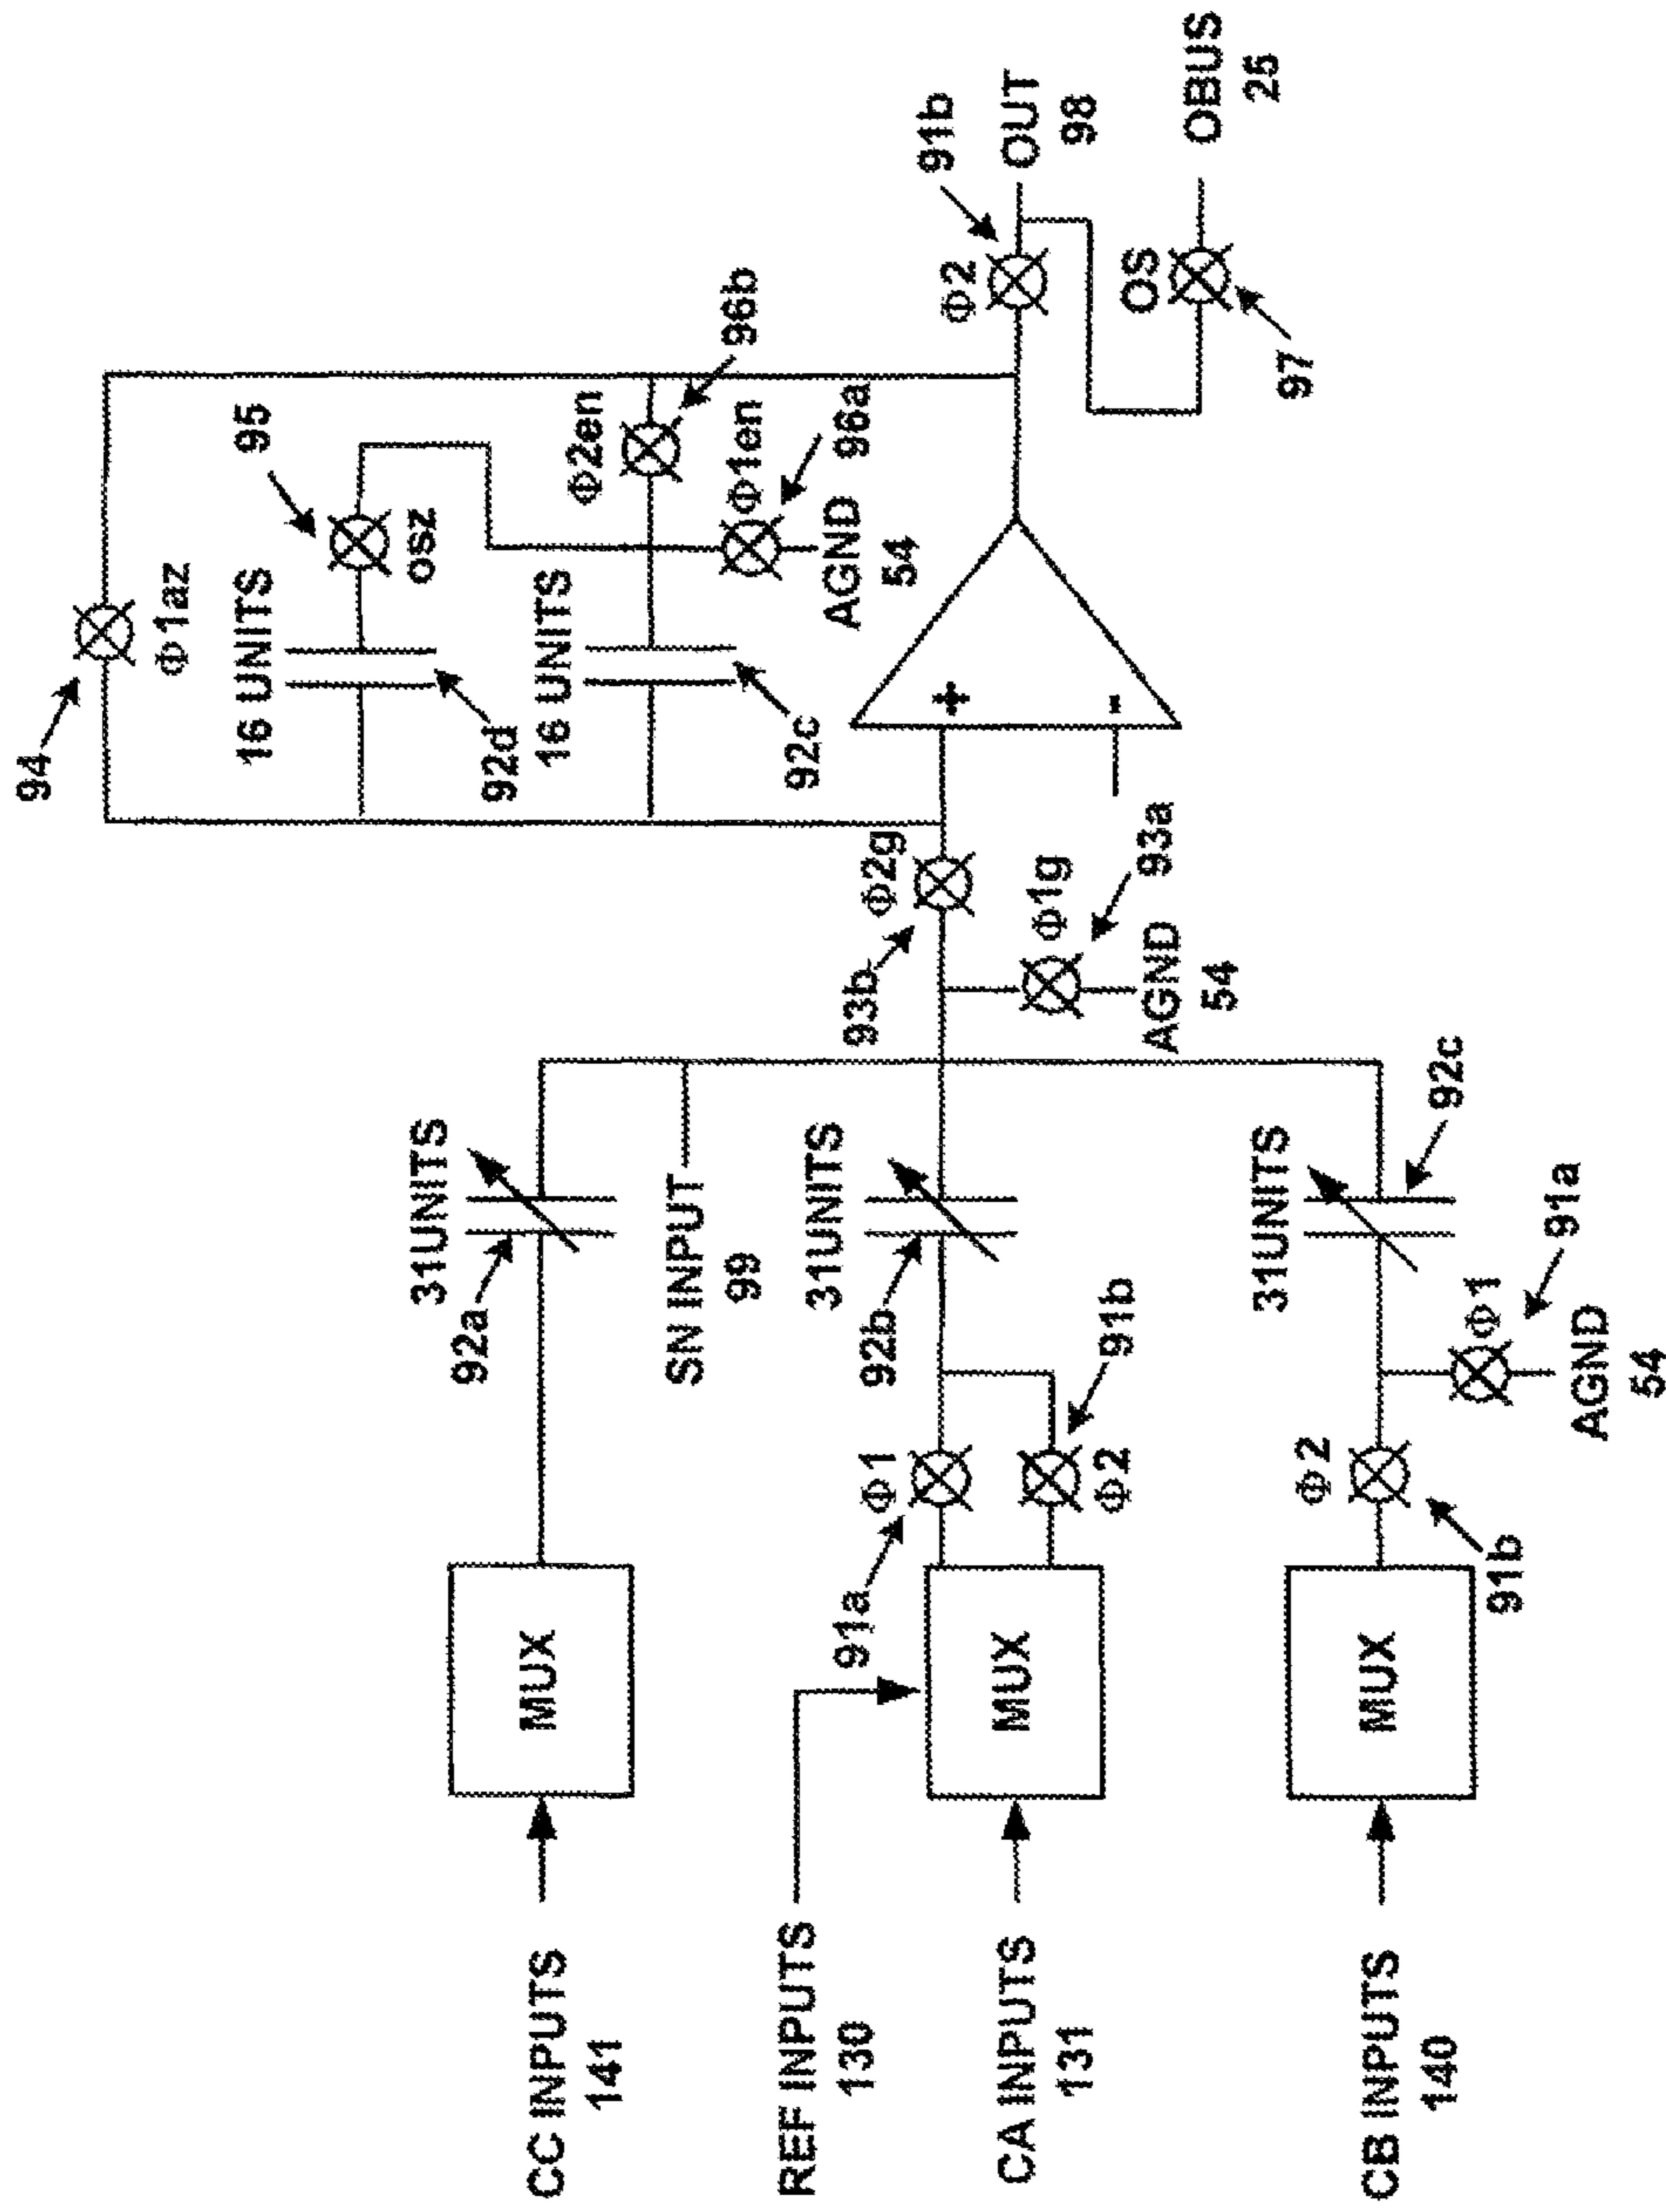 94
Φ1az
95
16 UNITS
osz
92d
16 UNITS
Φ2en
96b
92c
Φ1en
96a
AGND
54
Φ2
91b
OUT
98
OS
97
OBUS
25
+
-
93b
Φ2g
Φ1g
93a
AGND
54
31UNITS
92a
SN INPUT
99
31UNITS
92b
31UNITS
92c
MUX
CC INPUTS
141
REF INPUTS
130
91a
Φ1
91b
Φ2
MUX
CA INPUTS
131
Φ2
91b
Φ1
91a
AGND
54
MUX
CB INPUTS
140